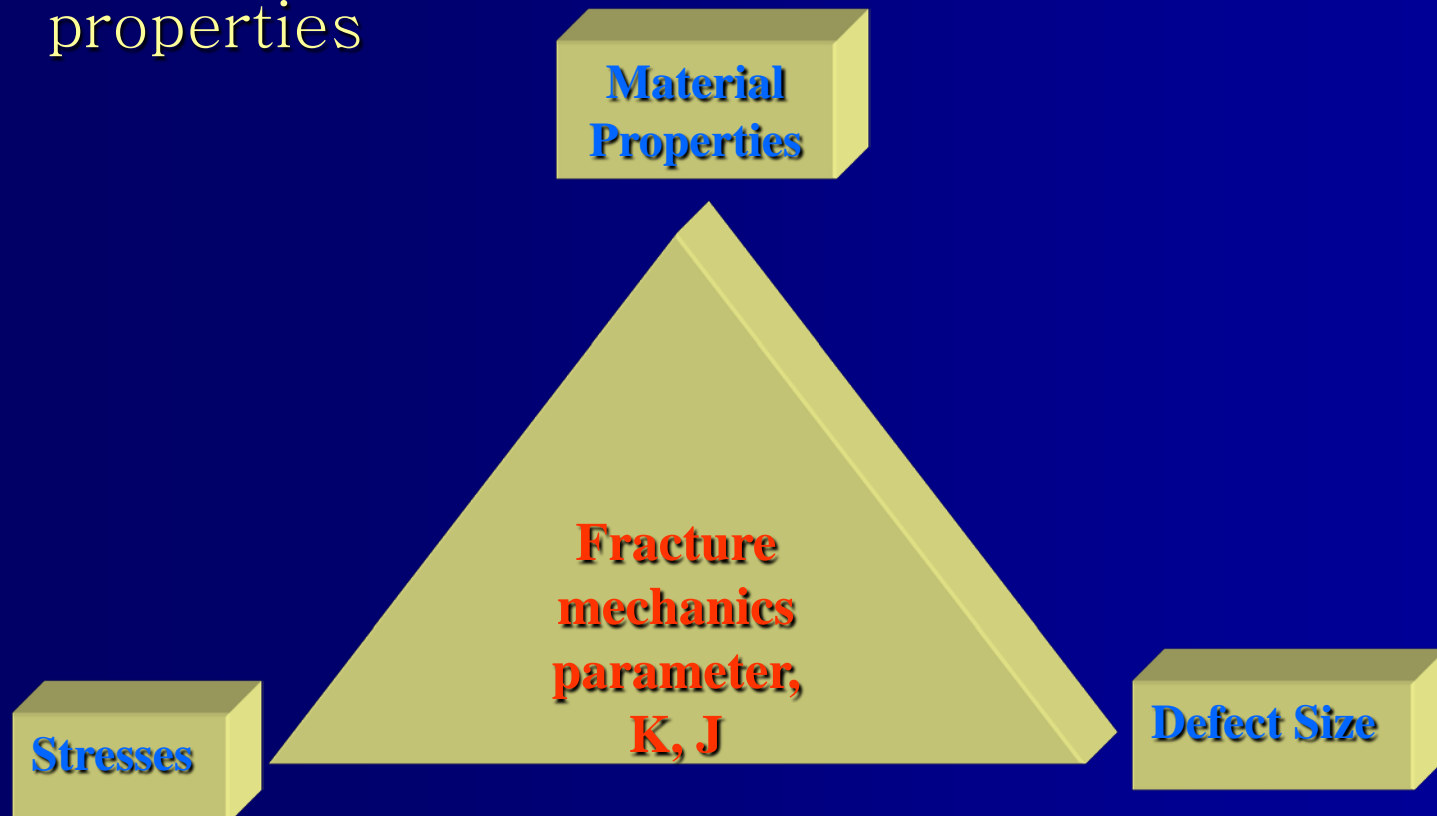 properties
Material
Properties
Fracture
mechanics
parameter,
K, J
Stresses
Defect Size